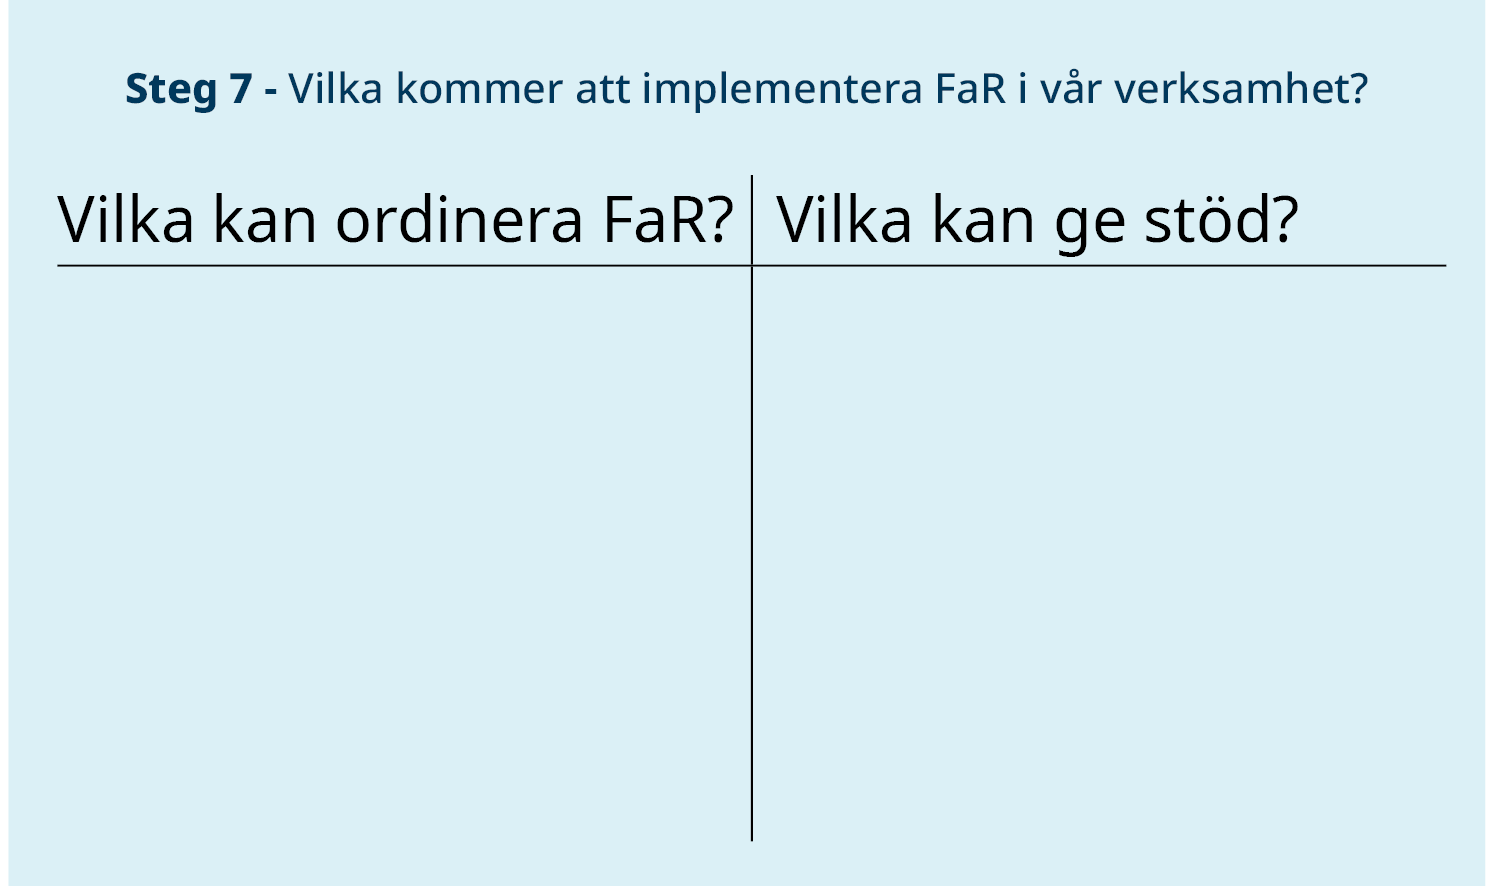 Steg 7 - Vilka kommer att implementera FaR i vår verksamhet?
Vilka kan ordinera FaR?
Vilka kan ge stöd?